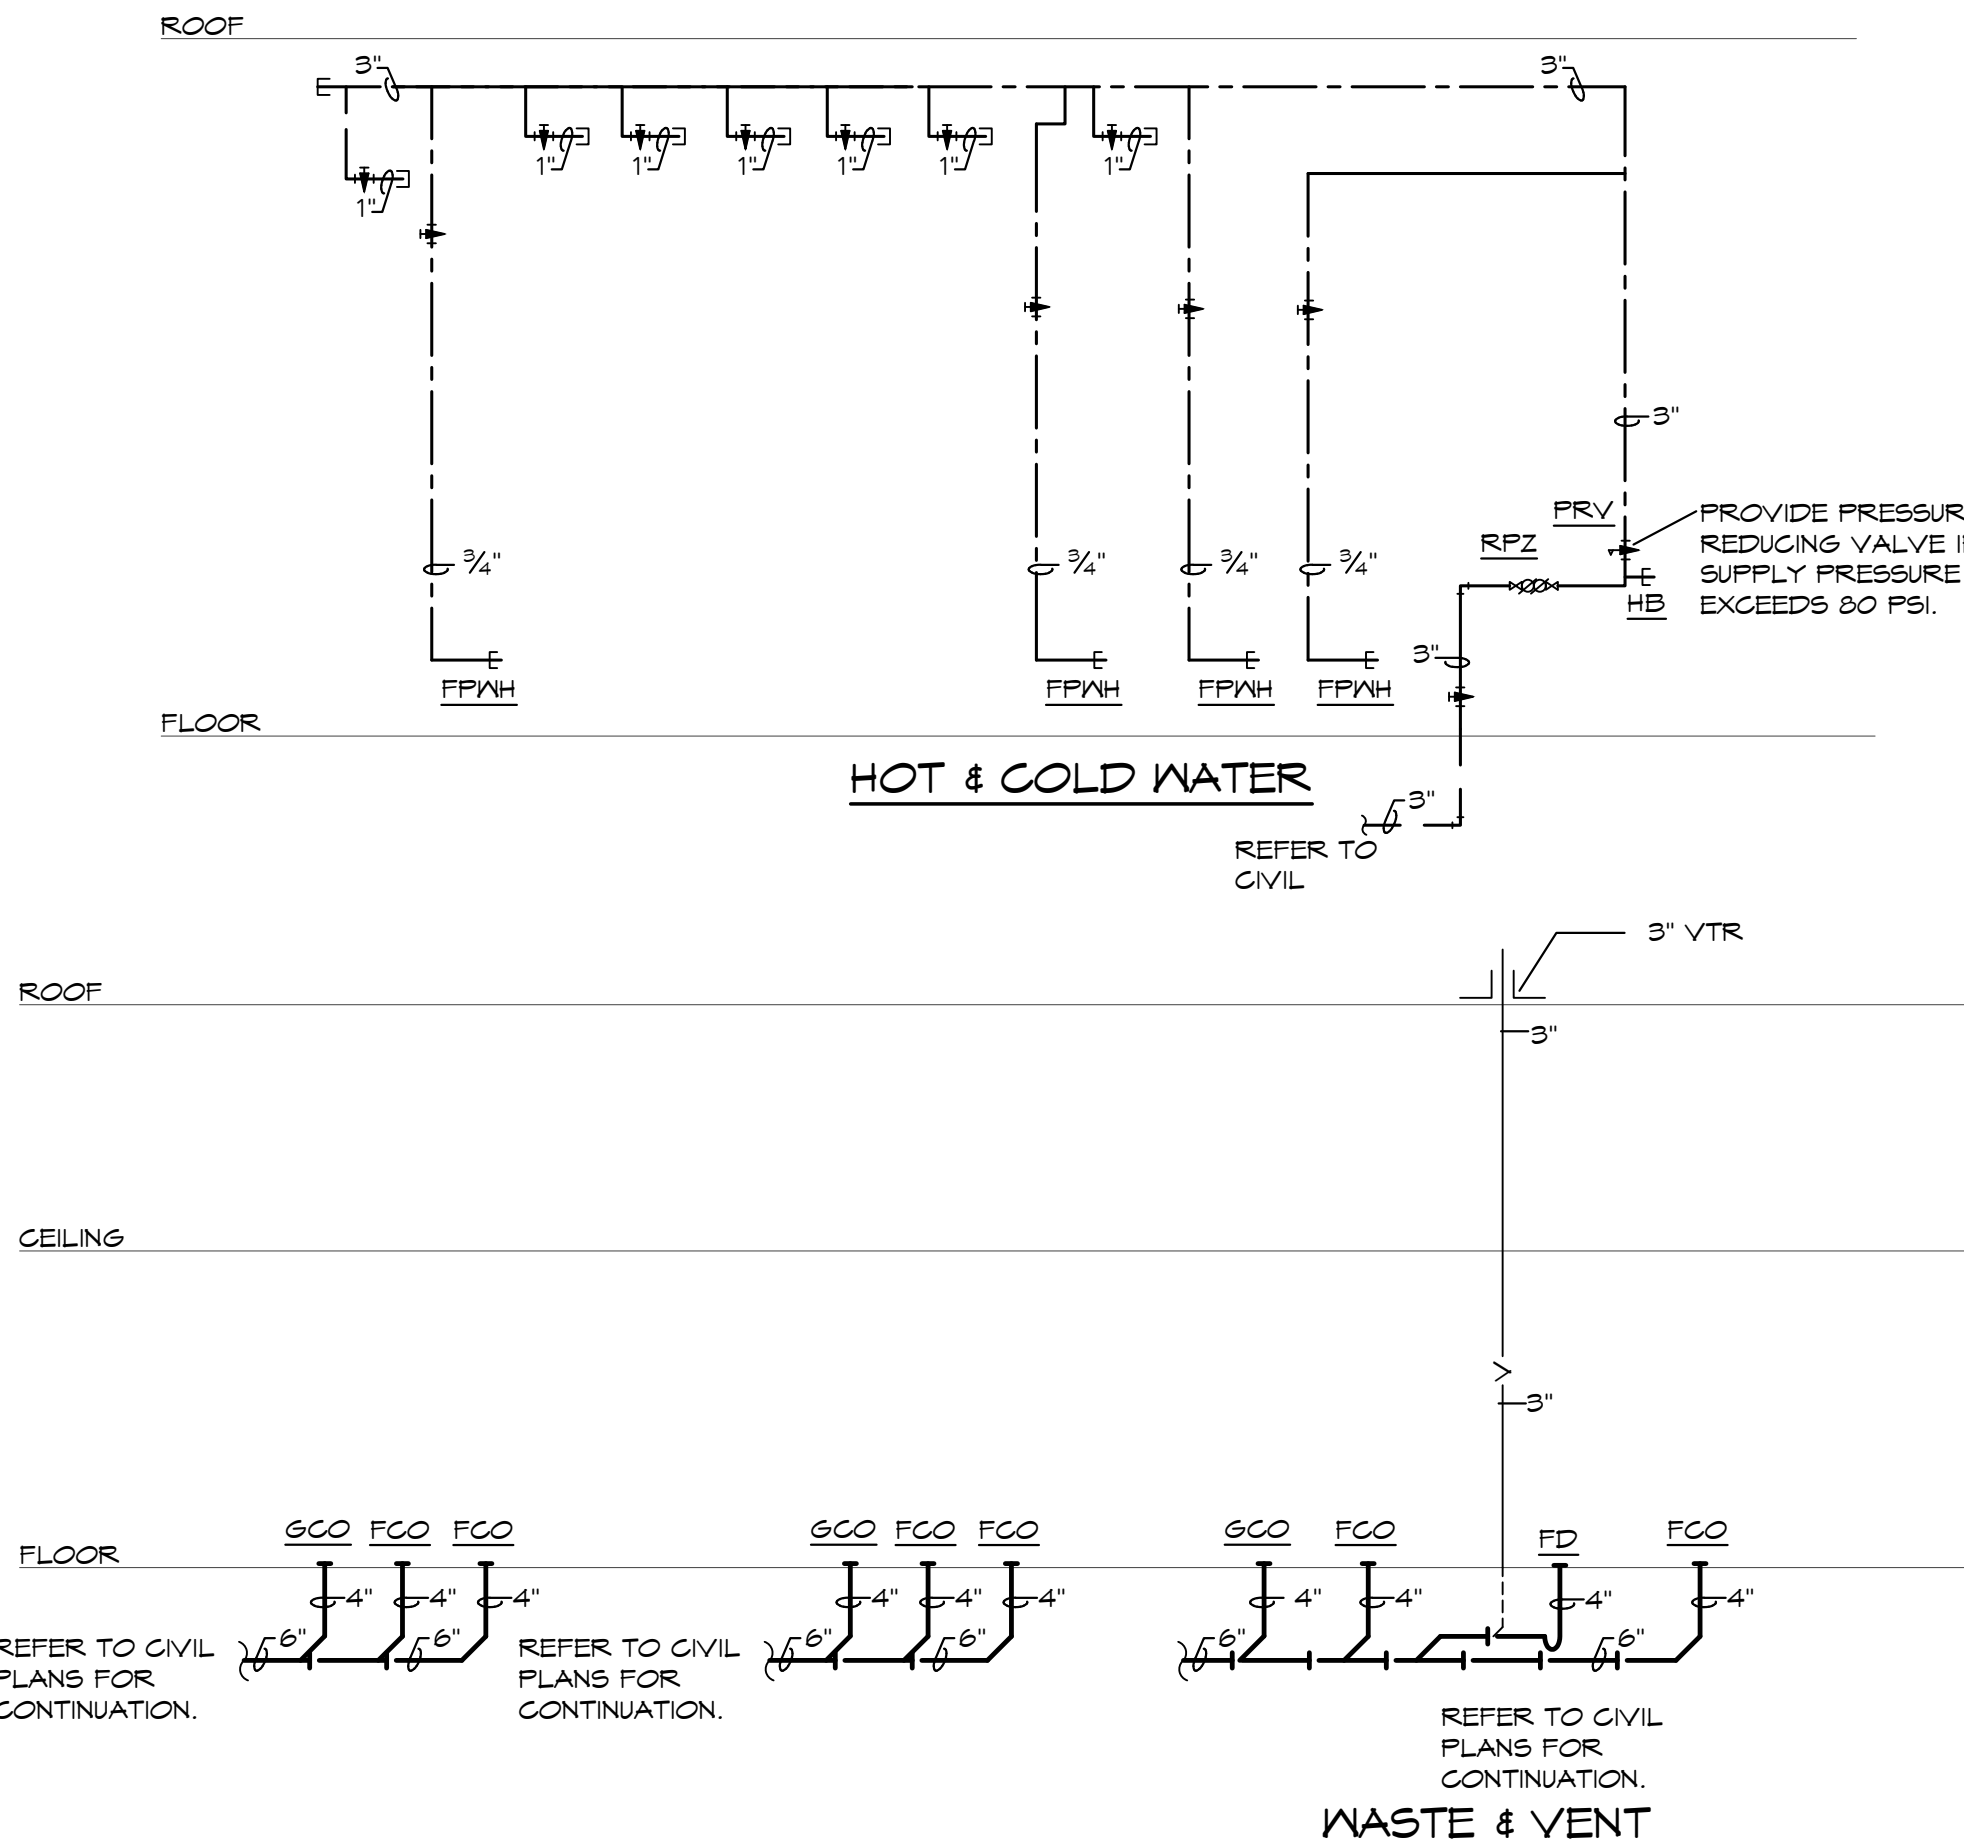 ROOF
3" 3"
1" 1" 1" 1" 1" 1"
1"
3"
PRV
PROVIDE PRESSUR
REDUCING VALVE
SUPPLY PRESSURE
EXCEEDS 80 PSI.
RPZ
HB
3/4" 3/4" 3/4" 3/4"
3"
FPWH FPWH FPWH FPWH
FLOOR
HOT & COLD WATER
3"
REFER TO
CIVIL
3" VTR
ROOF
3"
CEILING
3"
GCO FCO FCO GCO FCO FCO GCO FCO FD FCO
FLOOR
4" 4" 4" 4" 4" 4" 4" 4" 4" 4"
6" 6" 6" 6" 6" 6"
REFER TO CIVIL
PLANS FOR
CONTINUATION.
REFER TO CIVIL
PLANS FOR
CONTINUATION.
REFER TO CIVIL
PLANS FOR
CONTINUATION.
WASTE & VENT